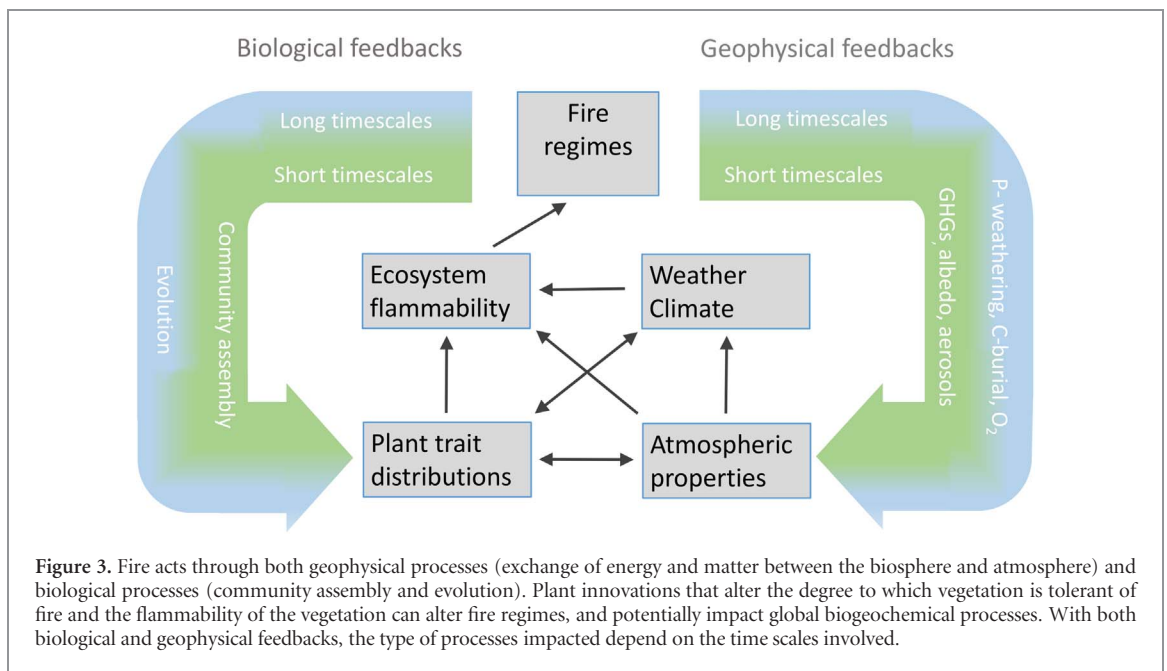 Biological feedbacks
Geophysical feedbacks
Long timescales
Short timescales
Community assembly
Evolution
Fire
regimes
Long timescales
Short timescales
GHGs, albedo, aerosols
P- weathering, C-burial, O₂
Ecosystem
flammability
Weather
Climate
Plant trait
distributions
Atmospheric
properties
Figure 3. Fire acts through both geophysical processes (exchange of energy and matter between the biosphere and atmosphere) and
biological processes (community assembly and evolution). Plant innovations that alter the degree to which vegetation is tolerant of
fire and the flammability of the vegetation can alter fire regimes, and potentially impact global biogeochemical processes. With both
biological and geophysical feedbacks, the type of processes impacted depend on the time scales involved.